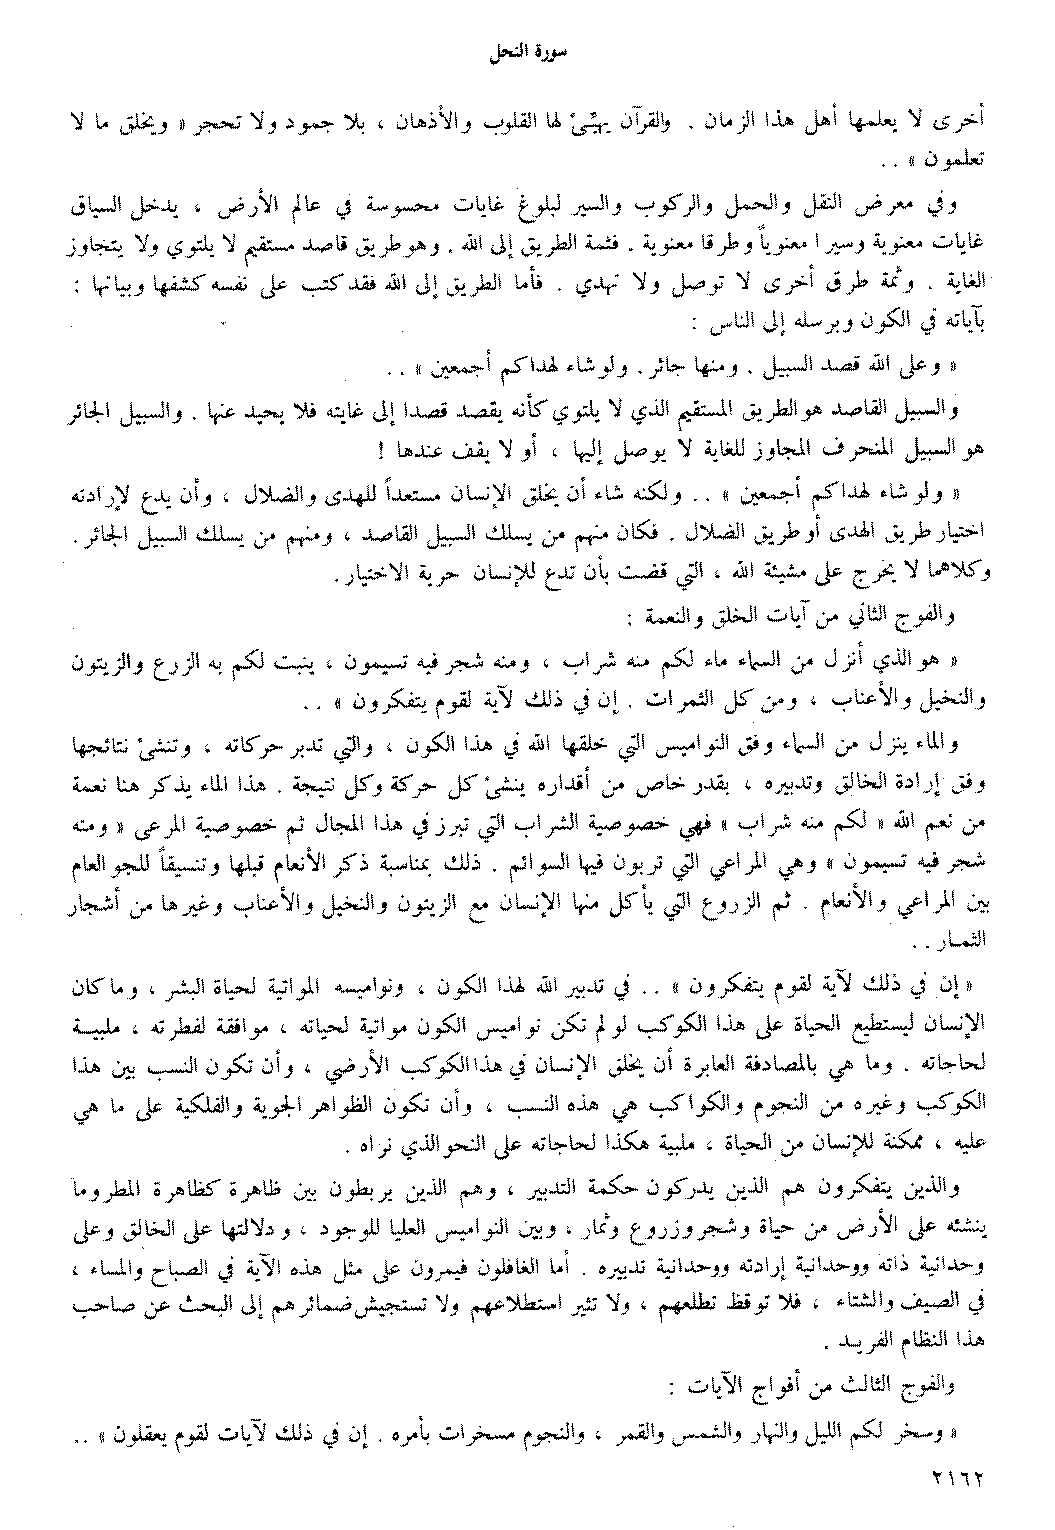 سورة النحل
أخرى لا يعلمها أهل هذا الزمان . والقرآن يهيّئ لها القلوب والأذهان ، بلا جمود ولا تحجر « ويخلق ما لا
تعلمون » . .
وفي معرض النقل والحمل والركوب والسير لبلوغ غايات محسوسة في عالم الأرض ، يدخل السياق
غايات معنوية وسيرا معنوياً وطرقا معنوية . فثمة الطريق إلى الله . وهو طريق قاصد مستقيم لا يلتوي ولا يتجاوز
الغاية . وثمة طرق أخرى لا توصل ولا تهدي . فأما الطريق إلى الله فقد كتب على نفسه كشفها وبيانها :
بآياته في الكون وبرسله إلى الناس :
« وعلى الله قصد السبيل . ومنها جائر . ولو شاء لهداكم أجمعين » . .
والسبيل القاصد هو الطريق المستقيم الذي لا يلتوي كأنه يقصد قصدا إلى غايته فلا يحيد عنها . والسبيل الجائر
هو السبيل المنحرف المجاوز للغاية لا يوصل إليها ، أو لا يقف عندها !
« ولو شاء لهداكم أجمعين » . . ولكنه شاء أن يخلق الإنسان مستعداً للهدى والضلال ، وأن يدع لإرادته
اختيار طريق الهدى أو طريق الضلال . فكان منهم من يسلك السبيل القاصد ، ومنهم من يسلك السبيل الجائر .
وكلاهما لا يخرج على مشيئة الله ، التي قضت بأن تدع للإنسان حرية الاختيار .
والفوج الثاني من آيات الخلق والنعمة :
« هو الذي أنزل من السماء ماء لكم منه شراب ، ومنه شجر فيه تسيمون ، ينبت لكم به الزرع والزيتون
والنخيل والأعناب ، ومن كل الثمرات . إن في ذلك لآية لقوم يتفكرون » . .
والماء ينزل من السماء وفق النواميس التي خلقها الله في هذا الكون ، والتي تدبر حركاته ، وتنشئ نتائجها
وفق إرادة الخالق وتدبيره ، بقدر خاص من أقداره ينشئ كل حركة وكل نتيجة . هذا الماء يذكر هنا نعمة
من نعم الله « لكم منه شراب » فهي خصوصية الشراب التي تبرز في هذا المجال ثم خصوصية المرعى « ومنه
شجر فيه تسيمون » وهي المراعي التي تربون فيها السوائم . ذلك بمناسبة ذكر الأنعام قبلها وتنسيقاً للجو العام
بين المراعي والأنعام . ثم الزروع التي يأكل منها الإنسان مع الزيتون والنخيل والأعناب وغيرها من أشجار
الثمار . .
« إن في ذلك لآية لقوم يتفكرون » . . في تدبير الله لهذا الكون ، ونواميسه المواتية لحياة البشر ، وما كان
الإنسان ليستطيع الحياة على هذا الكوكب لو لم تكن نواميس الكون مواتية لحياته ، موافقة لفطرته ، ملبية
لحاجاته . وما هي بالمصادفة العابرة أن يخلق الإنسان في هذا الكوكب الأرضي ، وأن تكون النسب بين هذا
الكوكب وغيره من النجوم والكواكب هي هذه النسب ، وأن تكون الظواهر الجوية والفلكية على ما هي
عليه ، ممكنة للإنسان من الحياة ، ملبية هكذا لحاجاته على النحو الذي نراه .
والذين يتفكرون هم الذين يدركون حكمة التدبير ، وهم الذين يربطون بين ظاهرة كظاهرة المطر وما
ينشئه على الأرض من حياة وشجر وزروع وثمار ، وبين النواميس العليا للوجود ، ودلالتها على الخالق وعلى
وحدانية ذاته ووحدانية إرادته ووحدانية تدبيره . أما الغافلون فيمرون على مثل هذه الآية في الصباح والمساء ،
في الصيف والشتاء ، فلا توقظ تطلعهم ، ولا تثير استطلاعهم ولا تستجيش ضمائرهم إلى البحث عن صاحب
هذا النظام الفريد .
والفوج الثالث من أفواج الآيات :
« وسخر لكم الليل والنهار والشمس والقمر ، والنجوم مسخرات بأمره . إن في ذلك لآيات لقوم يعقلون » . .
٢١٦٢